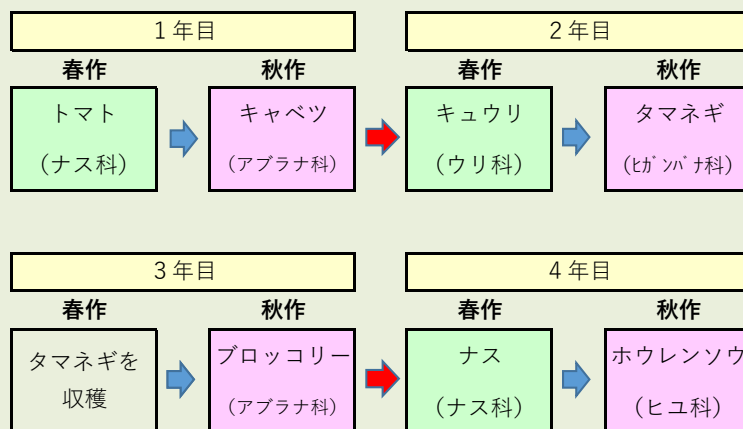 1年目
2年目
春作
秋作
春作
秋作
トマト
キャベツ
キュウリ
タマネギ
(ナス科)
(アブラナ科)
(ウリ科)
(ﾋｶﾞﾝﾊﾞﾅ科)
3年目
4年目
春作
秋作
春作
秋作
タマネギを
収穫
ブロッコリー
ナス
ホウレンソウ
(アブラナ科)
(ナス科)
(ヒユ科)